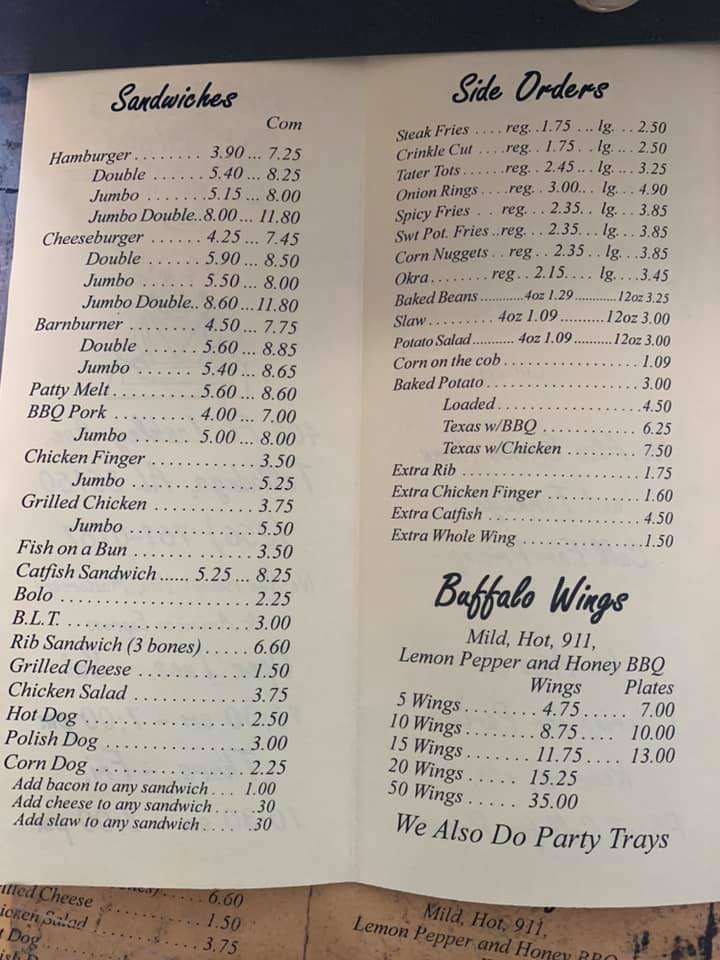 Sandwiches
Com
Hamburger ........ 3.90 ... 7.25
Double ...... 5.40 ... 8.25
Jumbo ...... 5.15 ... 8.00
Jumbo Double.. 8.00 ... 11.80
Cheeseburger ...... 4.25 ... 7.45
Double ...... 5.90 ... 8.50
Jumbo ...... 5.50 ... 8.00
Jumbo Double.. 8.60 ... 11.80
Barnburner ........ 4.50 ... 7.75
Double ...... 5.60 ... 8.85
Jumbo ...... 5.40 ... 8.65
Patty Melt ......... 5.60 ... 8.60
BBQ Pork ......... 4.00 ... 7.00
Jumbo ...... 5.00 ... 8.00
Chicken Finger ............ 3.50
Jumbo .............. 5.25
Grilled Chicken ............ 3.75
Jumbo .............. 5.50
Fish on a Bun ............. 3.50
Catfish Sandwich ...... 5.25 ... 8.25
Bolo ..................... 2.25
B.L.T. .................... 3.00
Rib Sandwich (3 bones) ..... 6.60
Grilled Cheese ............. 1.50
Chicken Salad ............. 3.75
Hot Dog .................. 2.50
Polish Dog ................ 3.00
Corn Dog ................. 2.25
Add bacon to any sandwich ... 1.00
Add cheese to any sandwich .... .30
Add slaw to any sandwich ..... .30
Side Orders
Steak Fries .... reg. . 1.75 ... lg. . . 2.50
Crinkle Cut .... reg. . 1.75 . . lg. . . 2.50
Tater Tots ...... reg. . 2.45 ... lg. . . 3.25
Onion Rings .... reg. . 3.00 ... lg. . . 4.90
Spicy Fries . . reg. . . 2.35. . lg. . . 3.85
Swt Pot. Fries .. reg. . . 2.35 ... lg. . . 3.85
Corn Nuggets . . reg. . . 2.35 . . lg. . . 3.85
Okra ........ reg . . 2.15 .... lg. . . . 3.45
Baked Beans ............ 4oz 1.29 ............ 12oz 3.25
Slaw ......... 4oz 1.09 .......... 12oz 3.00
Potato Salad ........... 4oz 1.09 ............ 12oz 3.00
Corn on the cob .................. 1.09
Baked Potato .................... 3.00
Loaded .................... 4.50
Texas w/BBQ ............. 6.25
Texas w/Chicken .......... 7.50
Extra Rib ....................... 1.75
Extra Chicken Finger ............. 1.60
Extra Catfish .................... 4.50
Extra Whole Wing ................ 1.50
Buffalo Wings
Mild, Hot, 911,
Lemon Pepper and Honey BBQ
Wings Plates
5 Wings ........ 4.75 ..... 7.00
10 Wings ........ 8.75 .... 10.00
15 Wings ....... 11.75 .... 13.00
20 Wings ..... 15.25
50 Wings ..... 35.00
We Also Do Party Trays
6.60
Cheese 1.50
Salad 3.75
Dog
Mild, Hot, 911,
Lemon Pepper and Honey BBQ